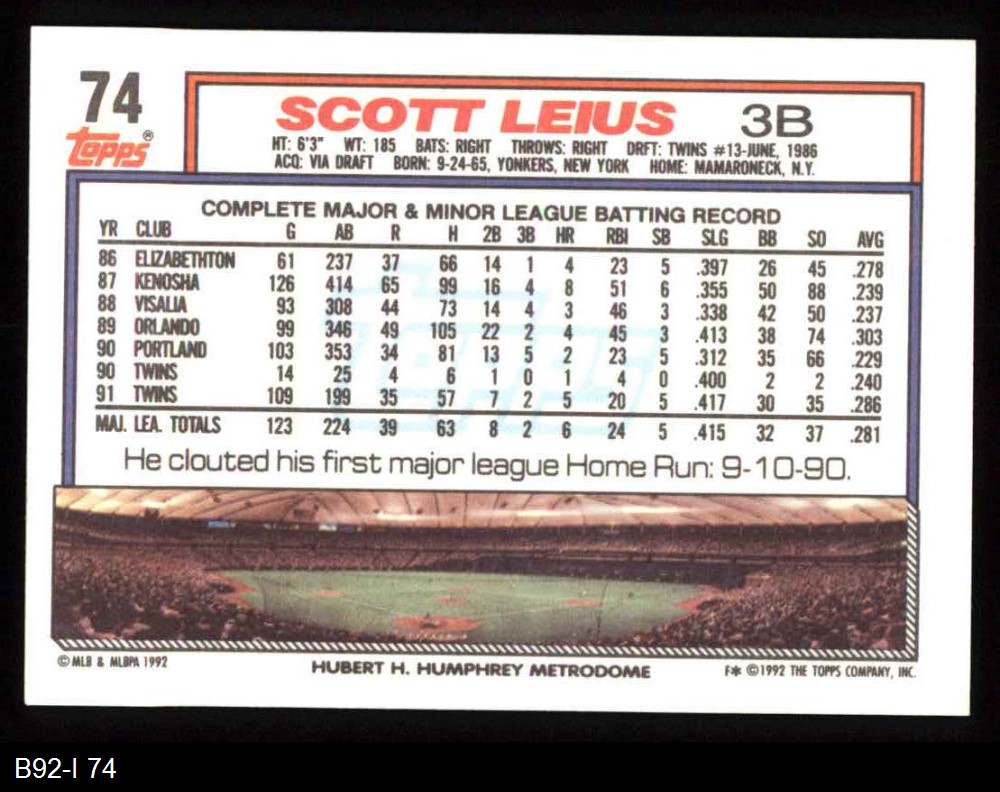 74
Topps®
SCOTT LEIUS 3B
HT: 6'3" WT: 185 BATS: RIGHT THROWS: RIGHT DRFT: TWINS #13-JUNE, 1986
ACQ: VIA DRAFT BORN: 9-24-65, YONKERS, NEW YORK HOME: MAMARONECK, N.Y.
COMPLETE MAJOR & MINOR LEAGUE BATTING RECORD
YR CLUB G AB R H 2B 3B HR RBI SB SLG BB SO AVG
86 ELIZABETHTON 61 237 37 66 14 1 4 23 5 .397 26 45 .278
87 KENOSHA 126 414 65 99 16 4 8 51 6 .355 50 88 .239
88 VISALIA 93 308 44 73 14 4 3 46 3 .338 42 50 .237
89 ORLANDO 99 346 49 105 22 2 4 45 3 .413 38 74 .303
90 PORTLAND 103 353 34 81 13 5 2 23 5 .312 35 66 .229
90 TWINS 14 25 4 6 1 0 1 4 0 .400 2 2 .240
91 TWINS 109 199 35 57 7 2 5 20 5 .417 30 35 .286
MAJ. LEA. TOTALS 123 224 39 63 8 2 6 24 5 .415 32 37 .281
Topps
He clouted his first major league Home Run: 9-10-90.
© MLB & MLBPA 1992
HUBERT H. HUMPHREY METRODOME
F* © 1992 THE TOPPS COMPANY, INC.
B92-I 74